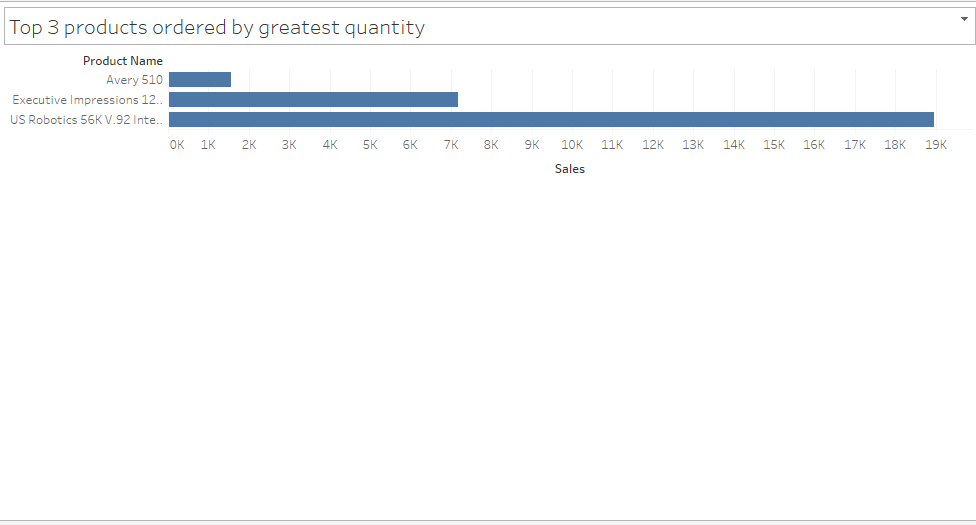 Top 3 products ordered by greatest quantity
Product Name
Avery 510
Executive Impressions 12..
US Robotics 56K V.92 Inte..
0K 1K 2K 3K 4K 5K 6K 7K 8K 9K 10K 11K 12K 13K 14K 15K 16K 17K 18K 19K
Sales